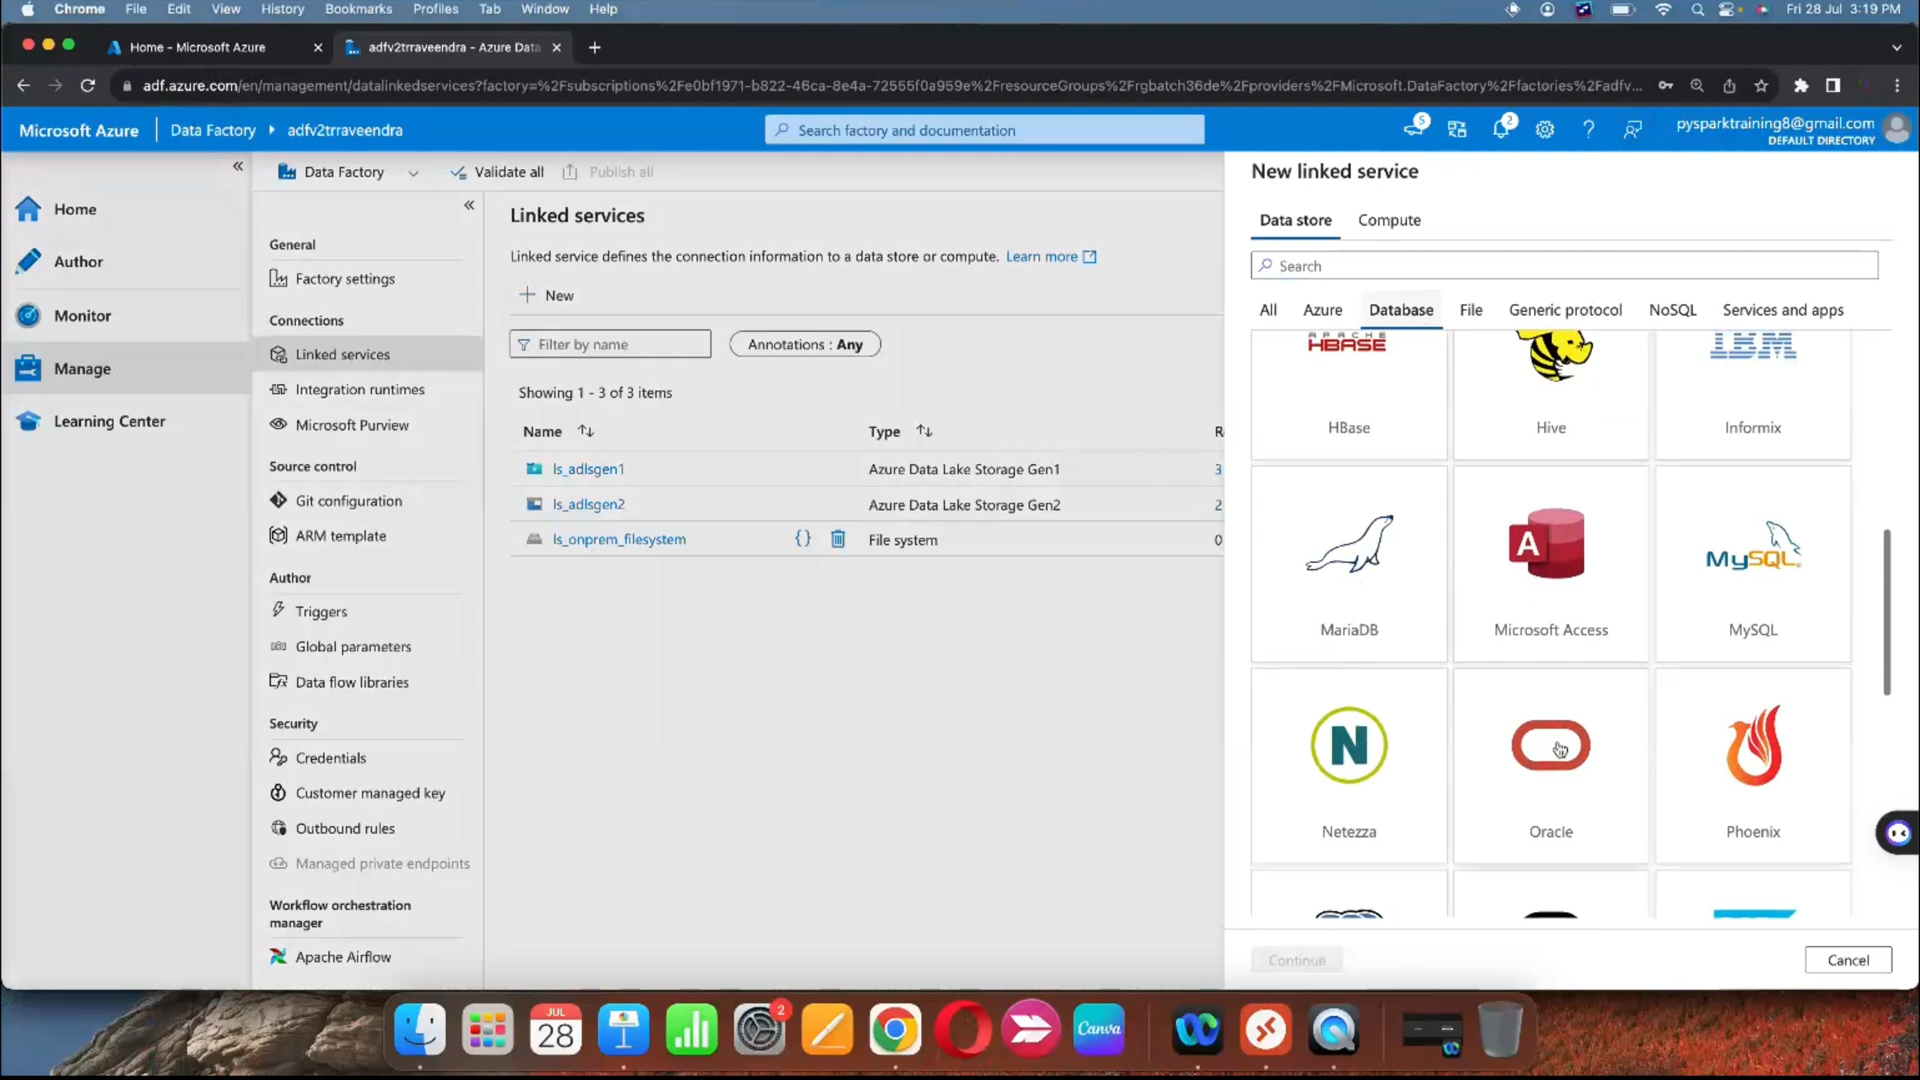 Chrome File Edit View History Bookmarks Profiles Tab Window Help Fri 28 Jul 3:19 PM
Home - Microsoft Azure adfv2trraveendra - Azure Data
adf.azure.com/en/management/datalinkedservices?factory=%2Fsubscriptions%2Fe0bf1971-b822-46ca-8e4a-72555f0a959e%2FresourceGroups%2Frgbatch36de%2Fproviders%2FMicrosoft.DataFactory%2Ffactories%2Fadfv...
Microsoft Azure Data Factory adfv2trraveendra Search factory and documentation 5 2 pysparktraining8@gmail.com
DEFAULT DIRECTORY
Data Factory Validate all Publish all
Home
Author
Monitor
Manage
Learning Center
General
Factory settings
Connections
Linked services
Integration runtimes
Microsoft Purview
Source control
Git configuration
ARM template
Author
Triggers
Global parameters
Data flow libraries
Security
Credentials
Customer managed key
Outbound rules
Managed private endpoints
Workflow orchestration
manager
Apache Airflow
Linked services
Linked service defines the connection information to a data store or compute. Learn more
New
Filter by name Annotations : Any
Showing 1 - 3 of 3 items
Name Type R
ls_adlsgen1 Azure Data Lake Storage Gen1 3
ls_adlsgen2 Azure Data Lake Storage Gen2 2
ls_onprem_filesystem {} File system 0
New linked service
Data store Compute
Search
All Azure Database File Generic protocol NoSQL Services and apps
APACHE
HBASE IBM
HBase Hive Informix
A MySQL
MariaDB Microsoft Access MySQL
N
Netezza Oracle Phoenix
Continue Cancel
JUL
28 2 Canva